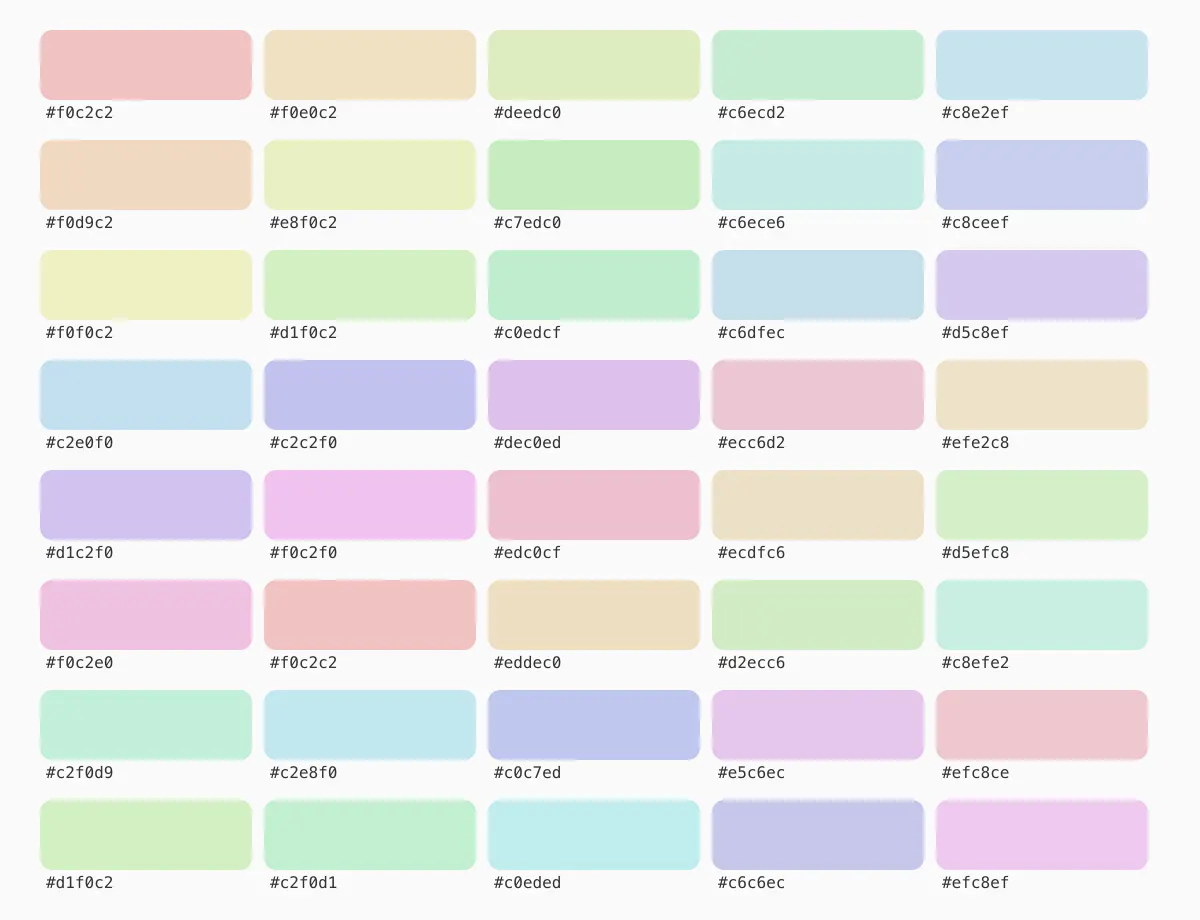 #f0c2c2 #f0e0c2 #deedc0 #c6ecd2 #c8e2ef
#f0d9c2 #e8f0c2 #c7edc0 #c6ece6 #c8ceef
#f0f0c2 #d1f0c2 #c0edcf #c6dfec #d5c8ef
#c2e0f0 #c2c2f0 #dec0ed #ecc6d2 #efe2c8
#d1c2f0 #f0c2f0 #edc0cf #ecdfc6 #d5efc8
#f0c2e0 #f0c2c2 #eddec0 #d2ecc6 #c8efe2
#c2f0d9 #c2e8f0 #c0c7ed #e5c6ec #efc8ce
#d1f0c2 #c2f0d1 #c0eded #c6c6ec #efc8ef